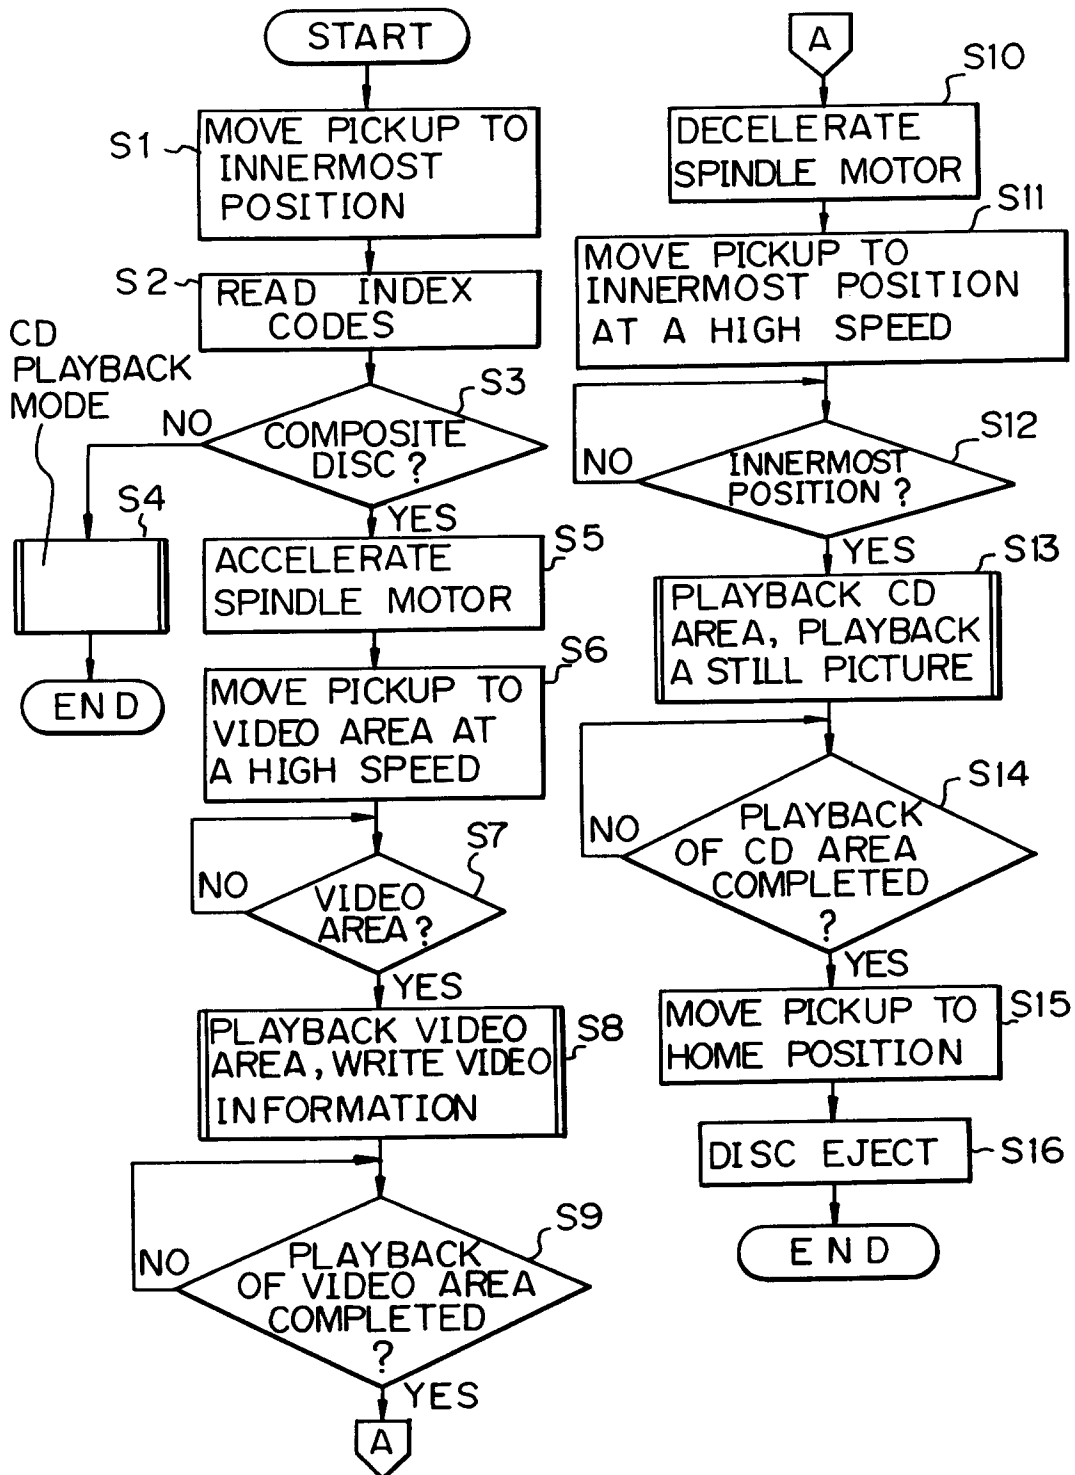 START
S1
MOVE PICKUP TO
INNERMOST
POSITION
S2
READ INDEX
CODES
CD
PLAYBACK
MODE
S3
NO
COMPOSITE
DISC?
YES
S4
END
S5
ACCELERATE
SPINDLE MOTOR
S6
MOVE PICKUP TO
VIDEO AREA AT
A HIGH SPEED
S7
NO
VIDEO
AREA?
YES
S8
PLAYBACK VIDEO
AREA, WRITE VIDEO
INFORMATION
S9
NO
PLAYBACK
OF VIDEO AREA
COMPLETED
?
YES
A
A
S10
DECELERATE
SPINDLE MOTOR
S11
MOVE PICKUP TO
INNERMOST POSITION
AT A HIGH SPEED
S12
NO
INNERMOST
POSITION?
YES
S13
PLAYBACK CD
AREA, PLAYBACK
A STILL PICTURE
S14
NO
PLAYBACK
OF CD AREA
COMPLETED
?
YES
S15
MOVE PICKUP TO
HOME POSITION
DISC EJECT
S16
END